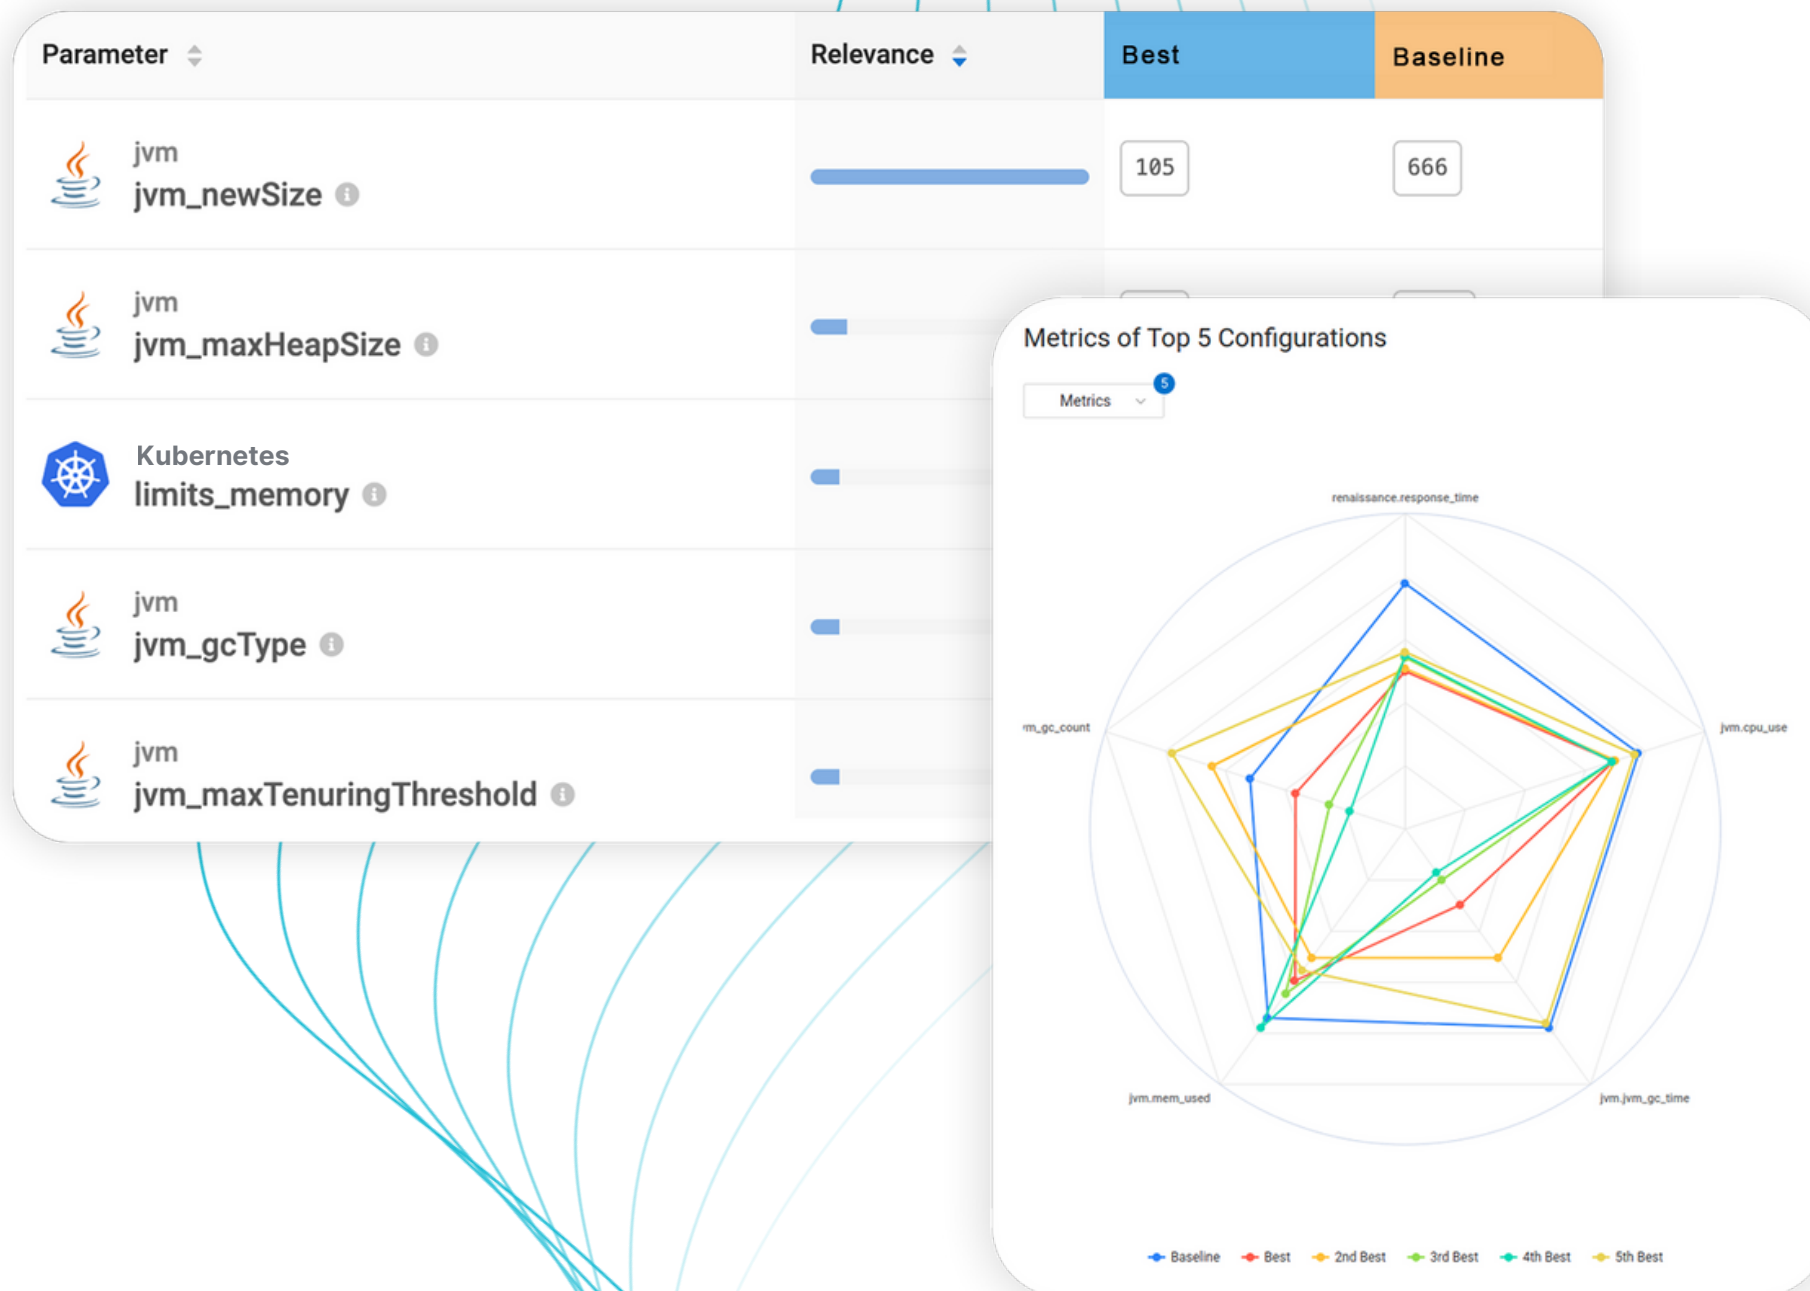 Parameter Relevance Best Baseline
jvm
jvm_newSize 105 666
jvm
jvm_maxHeapSize
Kubernetes
limits_memory
jvm
jvm_gcType
jvm
jvm_maxTenuringThreshold
Metrics of Top 5 Configurations
5
Metrics
renaissance.response_time
m_gc_count
jvm.cpu_use
jvm.mem_used
jvm.jvm_gc_time
Baseline Best 2nd Best 3rd Best 4th Best 5th Best